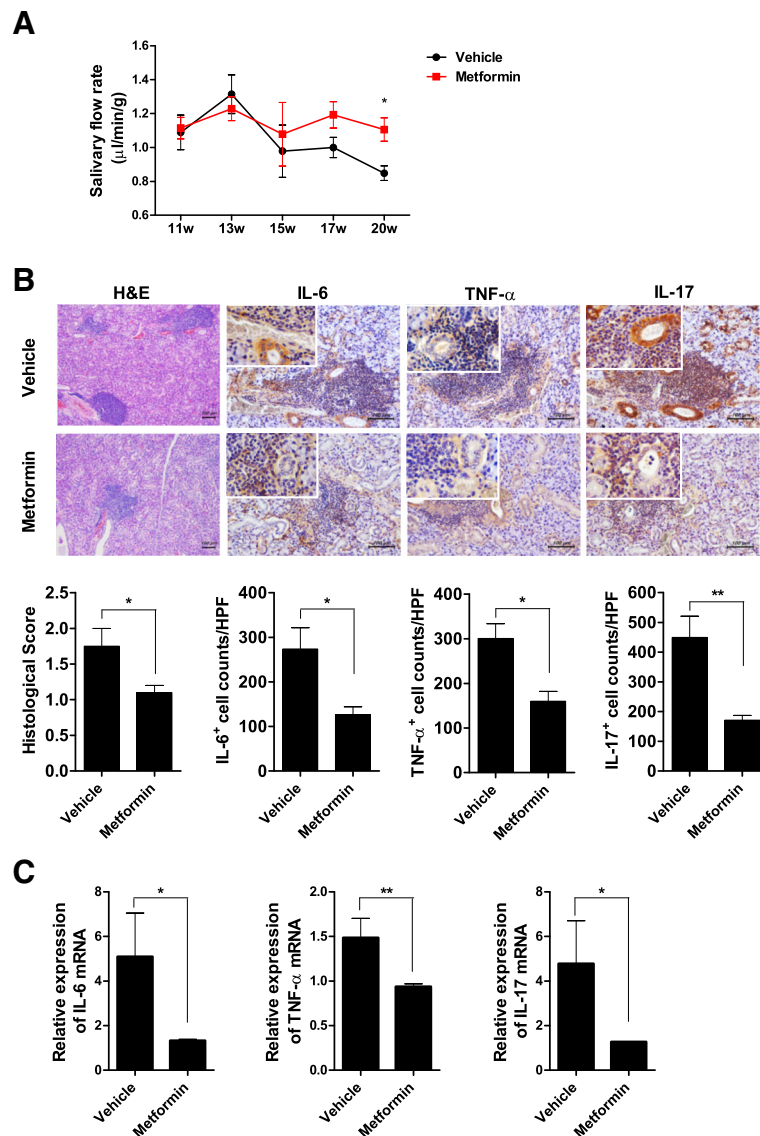 A
Salivary flow rate
(µl/min/g)
1.6
1.4
1.2
1.0
0.8
0.6
11w
13w
15w
17w
20w
*
Vehicle
Metformin
B
H&E
IL-6
TNF-α
IL-17
Vehicle
Metformin
Histological Score
2.5
2.0
1.5
1.0
0.5
0.0
*
Vehicle
Metformin
IL-6+ cell counts/HPF
400
300
200
100
0
*
Vehicle
Metformin
TNF-α+ cell counts/HPF
400
300
200
100
0
*
Vehicle
Metformin
IL-17+ cell counts/HPF
600
500
400
300
200
100
0
**
Vehicle
Metformin
C
Relative expression
of IL-6 mRNA
8
6
4
2
0
*
Vehicle
Metformin
Relative expression
of TNF-α mRNA
2.0
1.5
1.0
0.5
0.0
**
Vehicle
Metformin
Relative expression
of IL-17 mRNA
8
6
4
2
0
*
Vehicle
Metformin